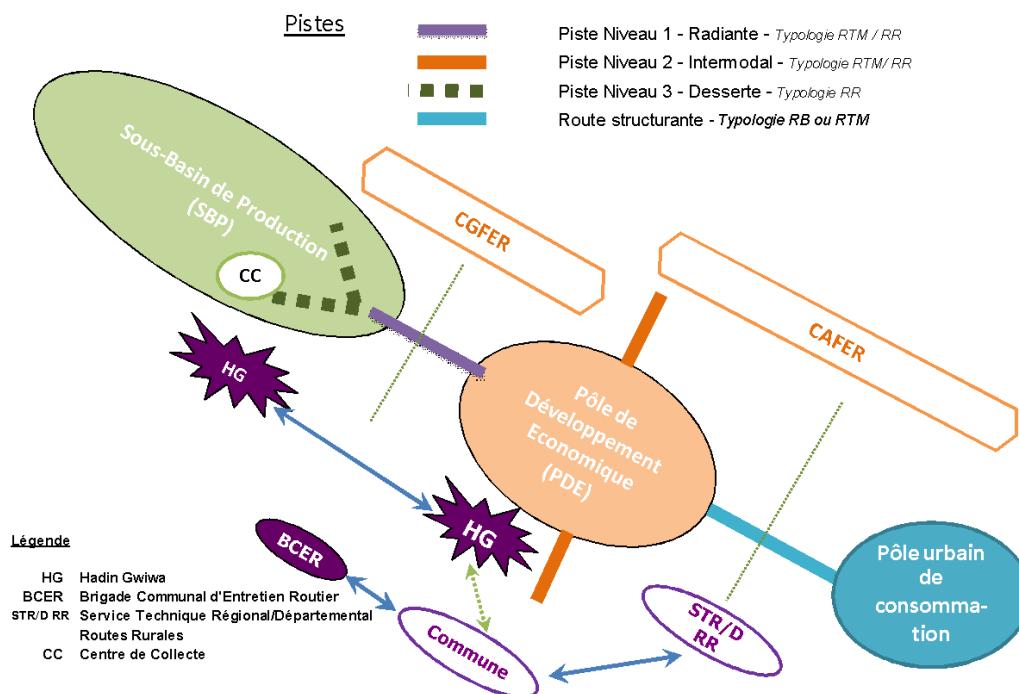 Pistes
Piste Niveau 1 - Radiante - Typologie RTM / RR
Piste Niveau 2 - Intermodal - Typologie RTM/ RR
Piste Niveau 3 - Desserte - Typologie RR
Route structurante - Typologie RB ou RTM
Sous-Basin de Production
(SBP)
CC
CGFER
CAFER
HG
Pôle de
Développement
Economique
(PDE)
HG
BCER
Commune
STR/D
RR
Pôle urbain
de
consomma-
tion
Légende
HG Hadin Gwiwa
BCER Brigade Communal d'Entretien Routier
STR/D RR Service Technique Régional/Départemental
Routes Rurales
CC Centre de Collecte